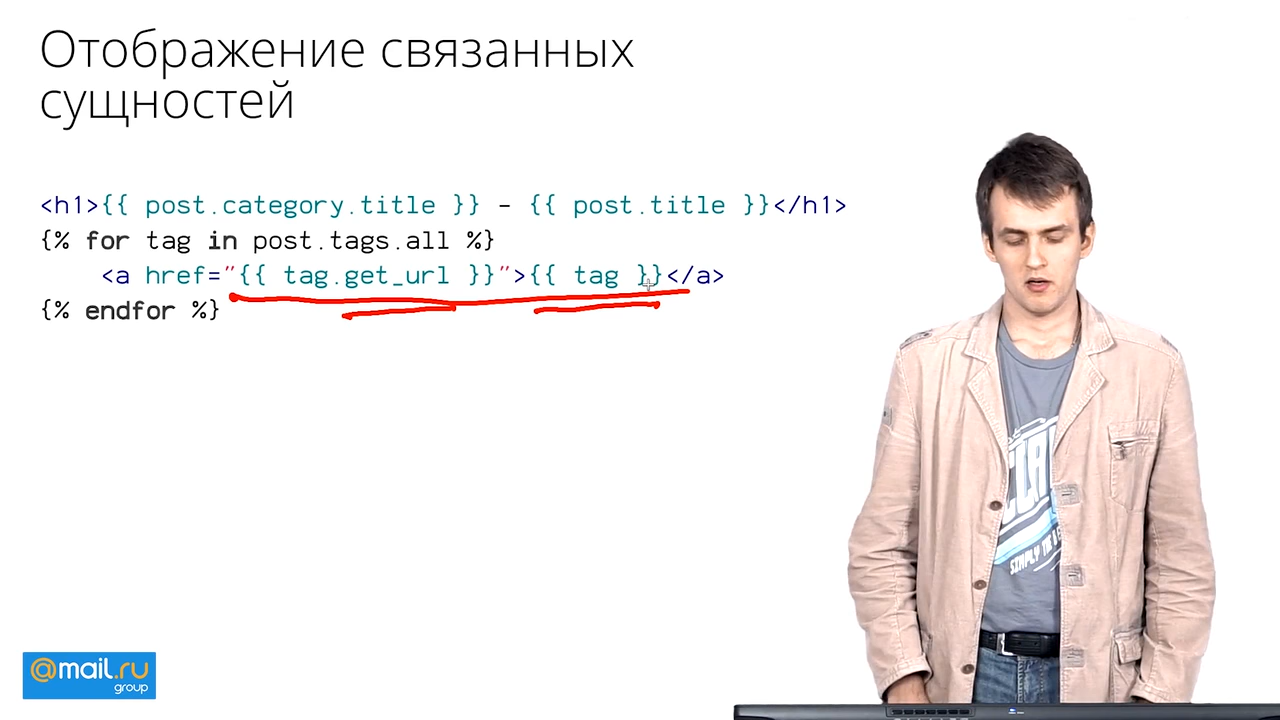 Отображение связанных
сущностей
<h1>{{ post.category.title }} - {{ post.title }}</h1>
{% for tag in post.tags.all %}
    <a href="{{ tag.get_url }}">{{ tag }}</a>
{% endfor %}
SIMPLY
@mail.ru
group